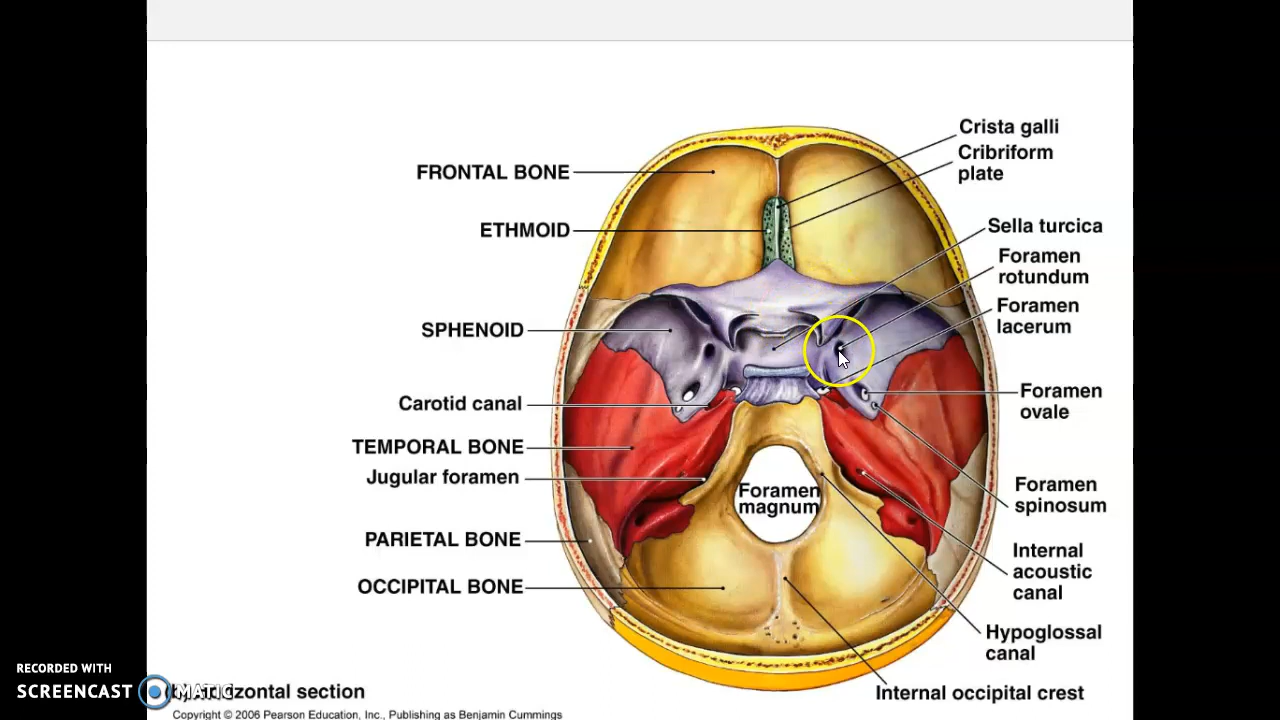 Crista galli
Cribriform
plate
FRONTAL BONE
ETHMOID
Sella turcica
Foramen
rotundum
Foramen
lacerum
SPHENOID
Carotid canal
Foramen
ovale
TEMPORAL BONE
Jugular foramen
Foramen
magnum
Foramen
spinosum
PARIETAL BONE
Internal
acoustic
canal
OCCIPITAL BONE
Hypoglossal
canal
Internal occipital crest
RECORDED WITH
SCREENCAST MATIC
horizontal section
Copyright © 2006 Pearson Education, Inc., Publishing as Benjamin Cummings